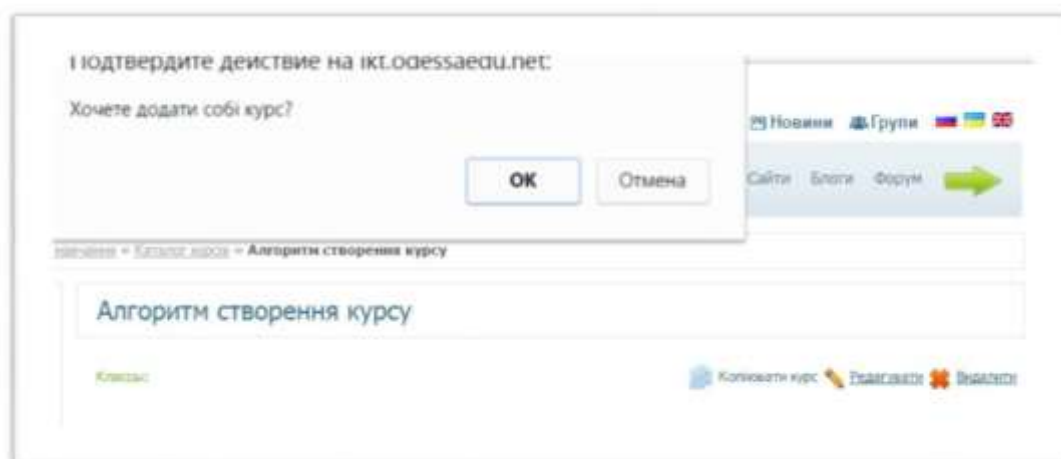 Подтвердите действие на ikt.odessaedu.net:
Хочете додати собі курс?
Новини Групи
ОК Отмена
Сайти Блоги Форум
навчання » Каталог курсів » Алгоритм створення курсу
Алгоритм створення курсу
Класи:
Копіювати курс Редагувати Видалити